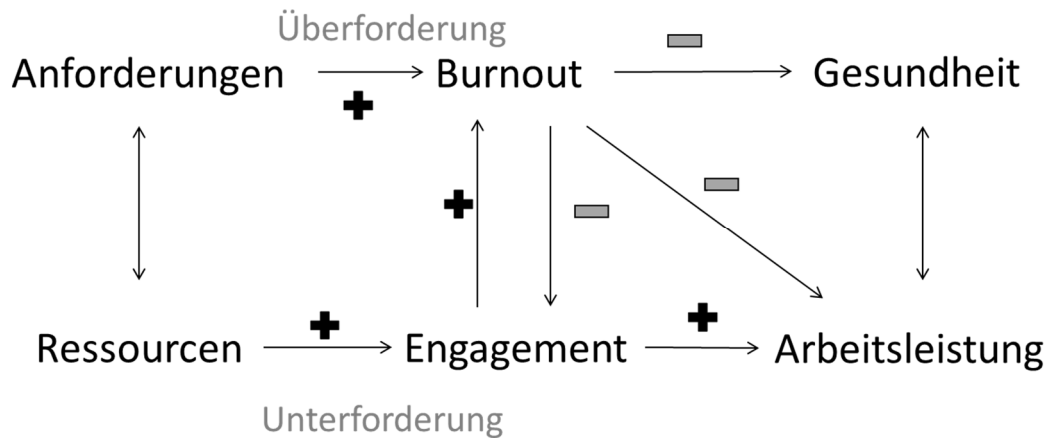 Überforderung
Anforderungen Burnout Gesundheit
Ressourcen Engagement Arbeitsleistung
Unterforderung